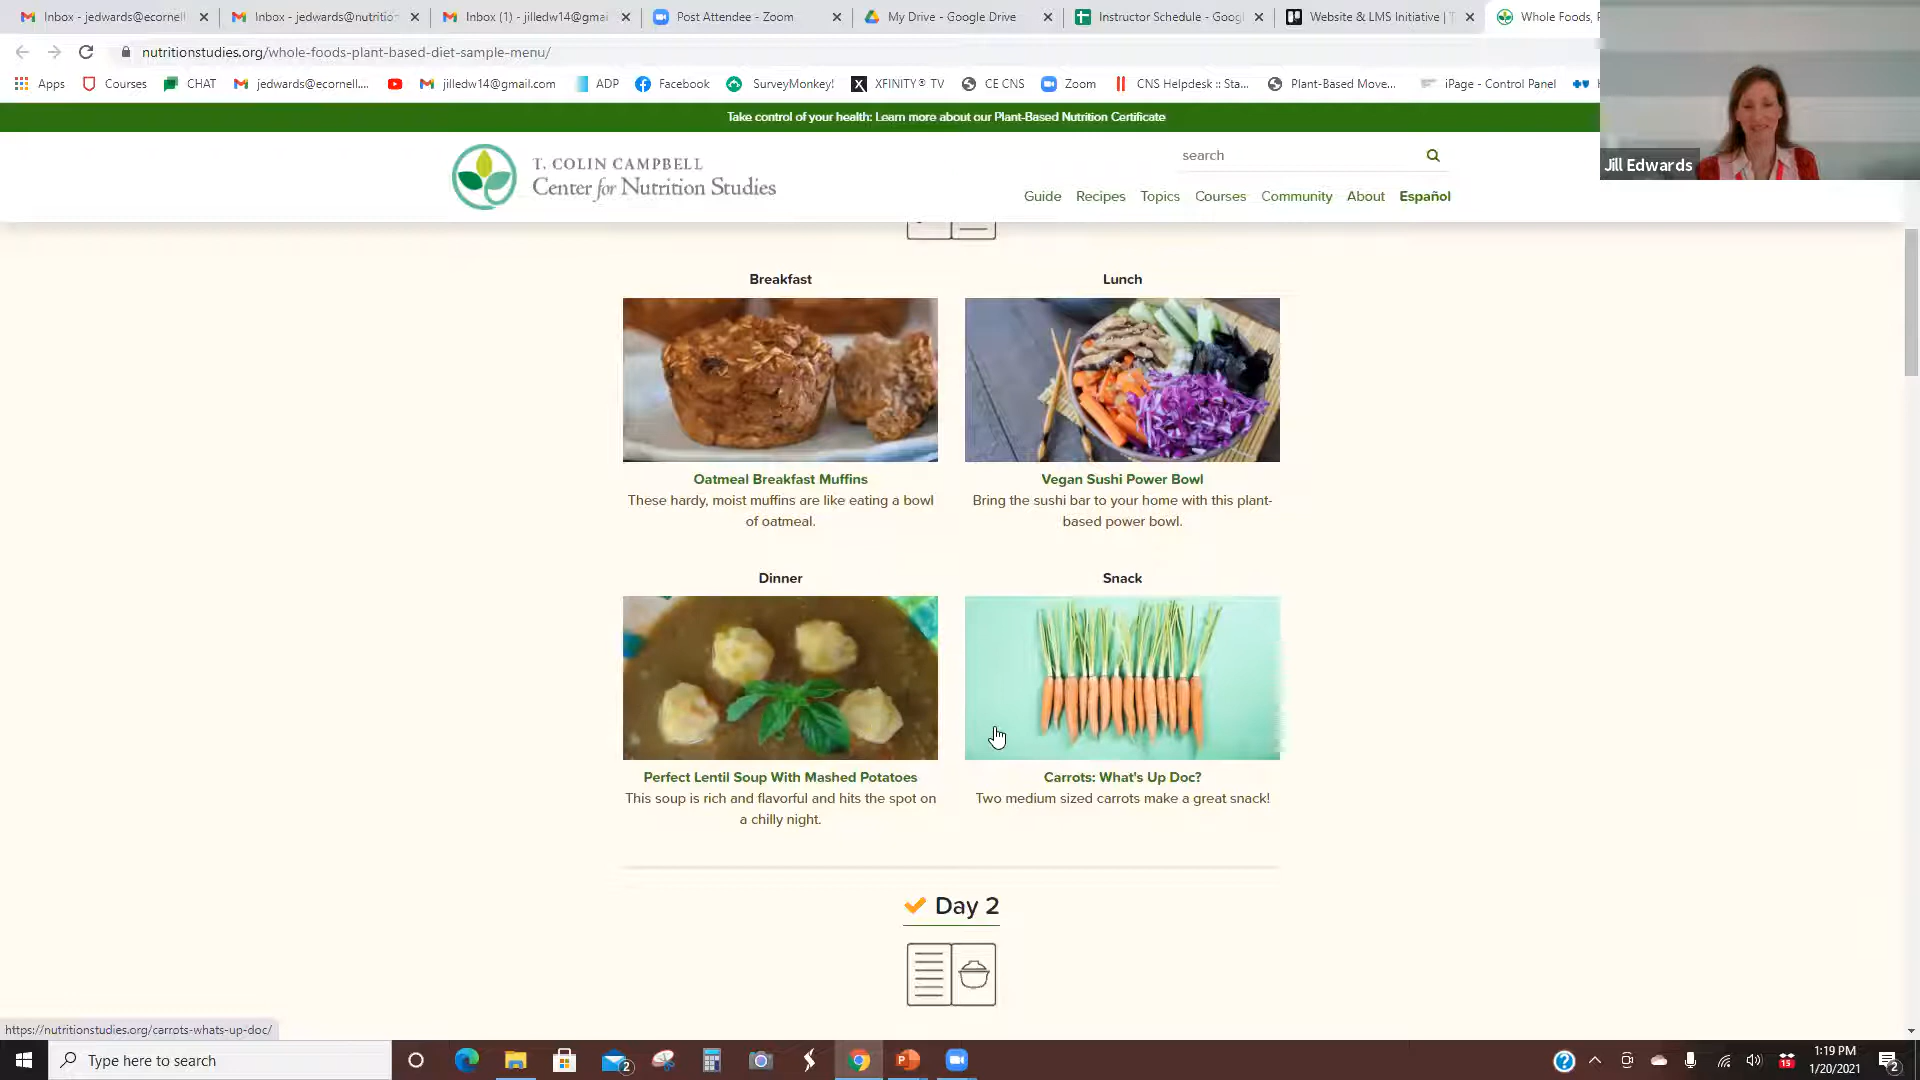 Inbox - jedwards@ecornell
Inbox - jedwards@nutrition
Inbox (1) - jilledw14@gmai
Post Attendee - Zoom
My Drive - Google Drive
Instructor Schedule - Googl
Website & LMS Initiative | T
Whole Foods, P
nutritionstudies.org/whole-foods-plant-based-diet-sample-menu/
Apps
Courses
CHAT
jedwards@ecornell....
jilledw14@gmail.com
ADP
Facebook
SurveyMonkey!
XFINITY® TV
CE CNS
Zoom
CNS Helpdesk :: Sta...
Plant-Based Move...
iPage - Control Panel
Jill Edwards
Take control of your health: Learn more about our Plant-Based Nutrition Certificate
T. COLIN CAMPBELL
Center for Nutrition Studies
search
Guide Recipes Topics Courses Community About Español
Breakfast
Oatmeal Breakfast Muffins
These hardy, moist muffins are like eating a bowl
of oatmeal.
Lunch
Vegan Sushi Power Bowl
Bring the sushi bar to your home with this plant-
based power bowl.
Dinner
Perfect Lentil Soup With Mashed Potatoes
This soup is rich and flavorful and hits the spot on
a chilly night.
Snack
Carrots: What's Up Doc?
Two medium sized carrots make a great snack!
Day 2
https://nutritionstudies.org/carrots-whats-up-doc/
Type here to search
2
15
1:19 PM
1/20/2021
2